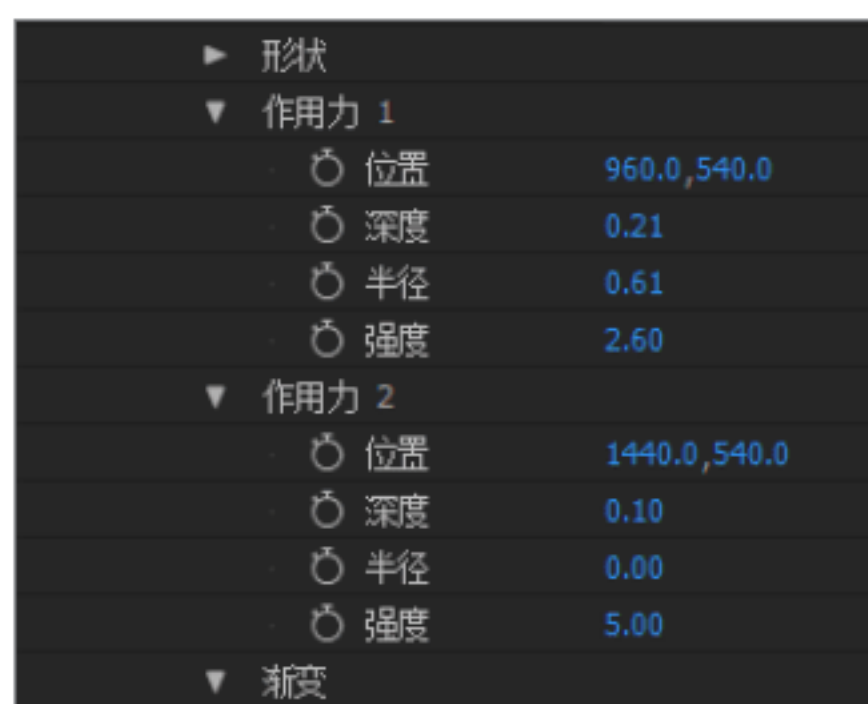 形状
作用力 1
位置 960.0,540.0
深度 0.21
半径 0.61
强度 2.60
作用力 2
位置 1440.0,540.0
深度 0.10
半径 0.00
强度 5.00
渐变